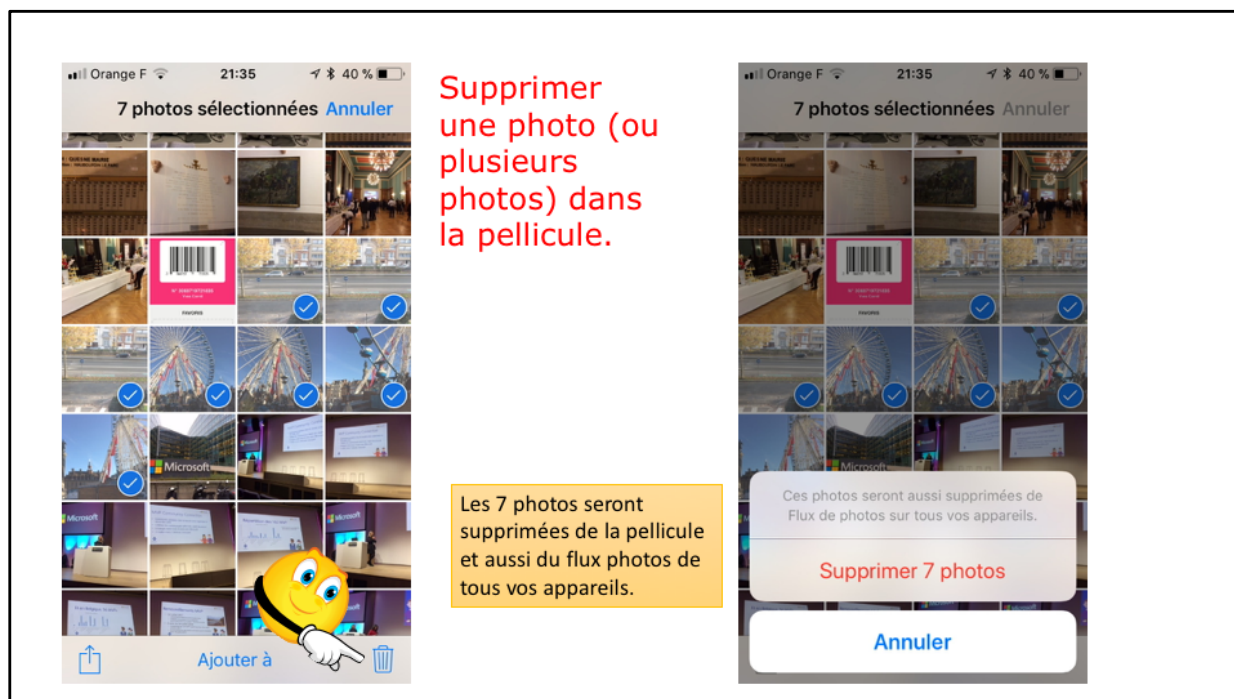 Orange F 21:35 40 %
7 photos sélectionnées Annuler
FAVORIS
Microsoft
Microsoft
Ajouter à
Supprimer
une photo (ou
plusieurs
photos) dans
la pellicule.
Les 7 photos seront
supprimées de la pellicule
et aussi du flux photos de
tous vos appareils.
Orange F 21:35 40 %
7 photos sélectionnées Annuler
FAVORIS
Microsoft
Ces photos seront aussi supprimées de
Flux de photos sur tous vos appareils.
Supprimer 7 photos
Annuler